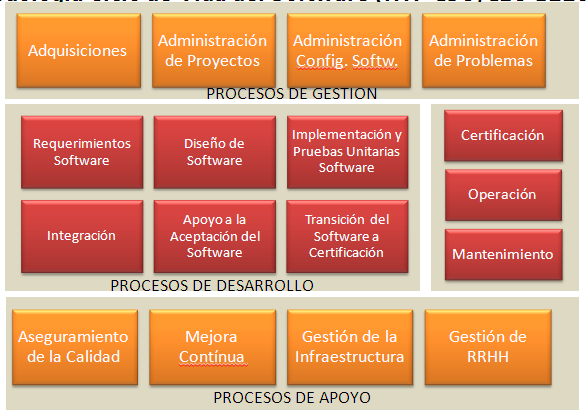 Adquisiciones
Administración
de Proyectos
Administración
Config. Softw.
Administración
de Problemas
PROCESOS DE GESTION
Requerimientos
Software
Diseño de
Software
Implementación y
Pruebas Unitarias
Software
Integración
Apoyo a la
Aceptación del
Software
Transición del
Software a
Certificación
PROCESOS DE DESARROLLO
Certificación
Operación
Mantenimiento
Aseguramiento
de la Calidad
Mejora
Contínua
Gestión de la
Infraestructura
Gestión de
RRHH
PROCESOS DE APOYO